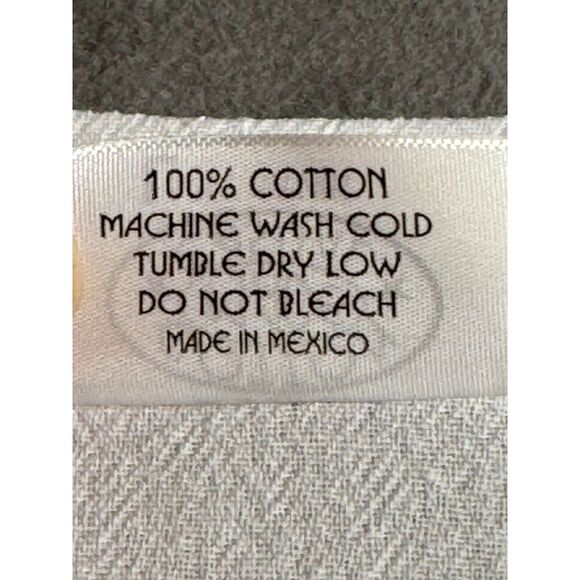 100% COTTON
MACHINE WASH COLD
TUMBLE DRY LOW
DO NOT BLEACH
MADE IN MEXICO